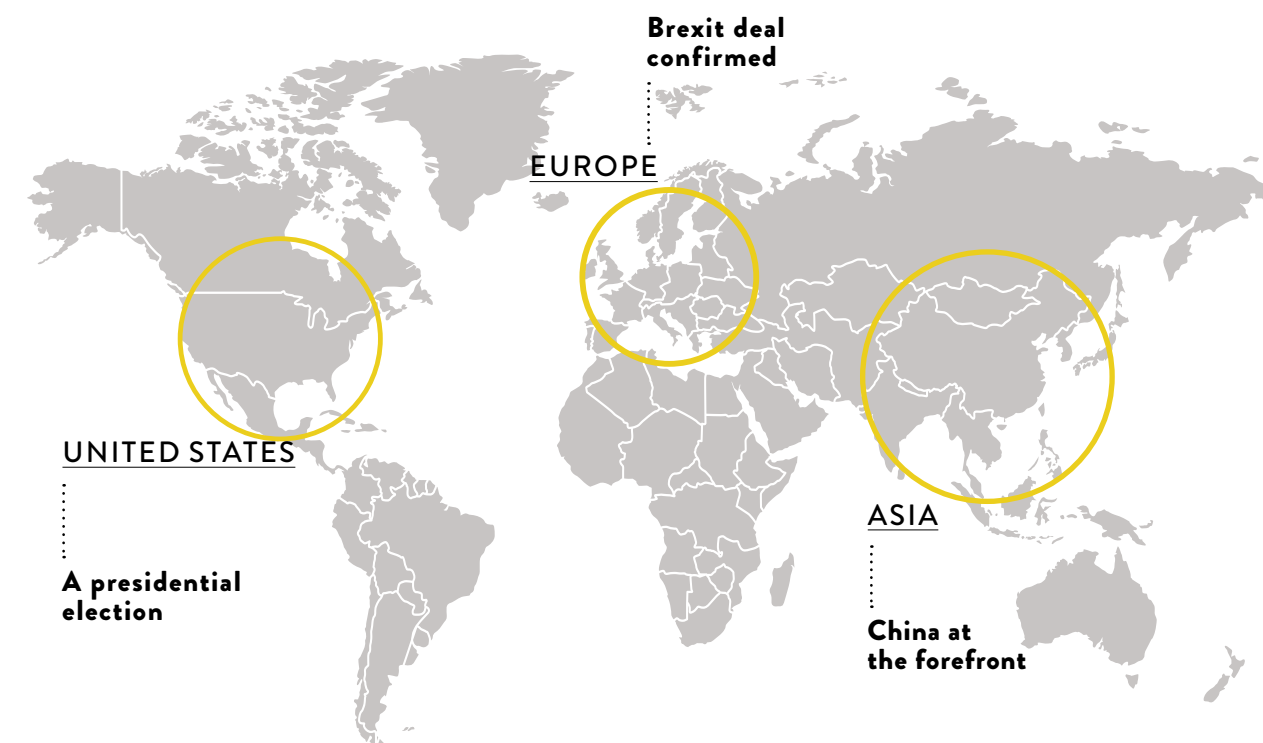 Brexit deal
confirmed
EUROPE
UNITED STATES
A presidential
election
ASIA
China at
the forefront